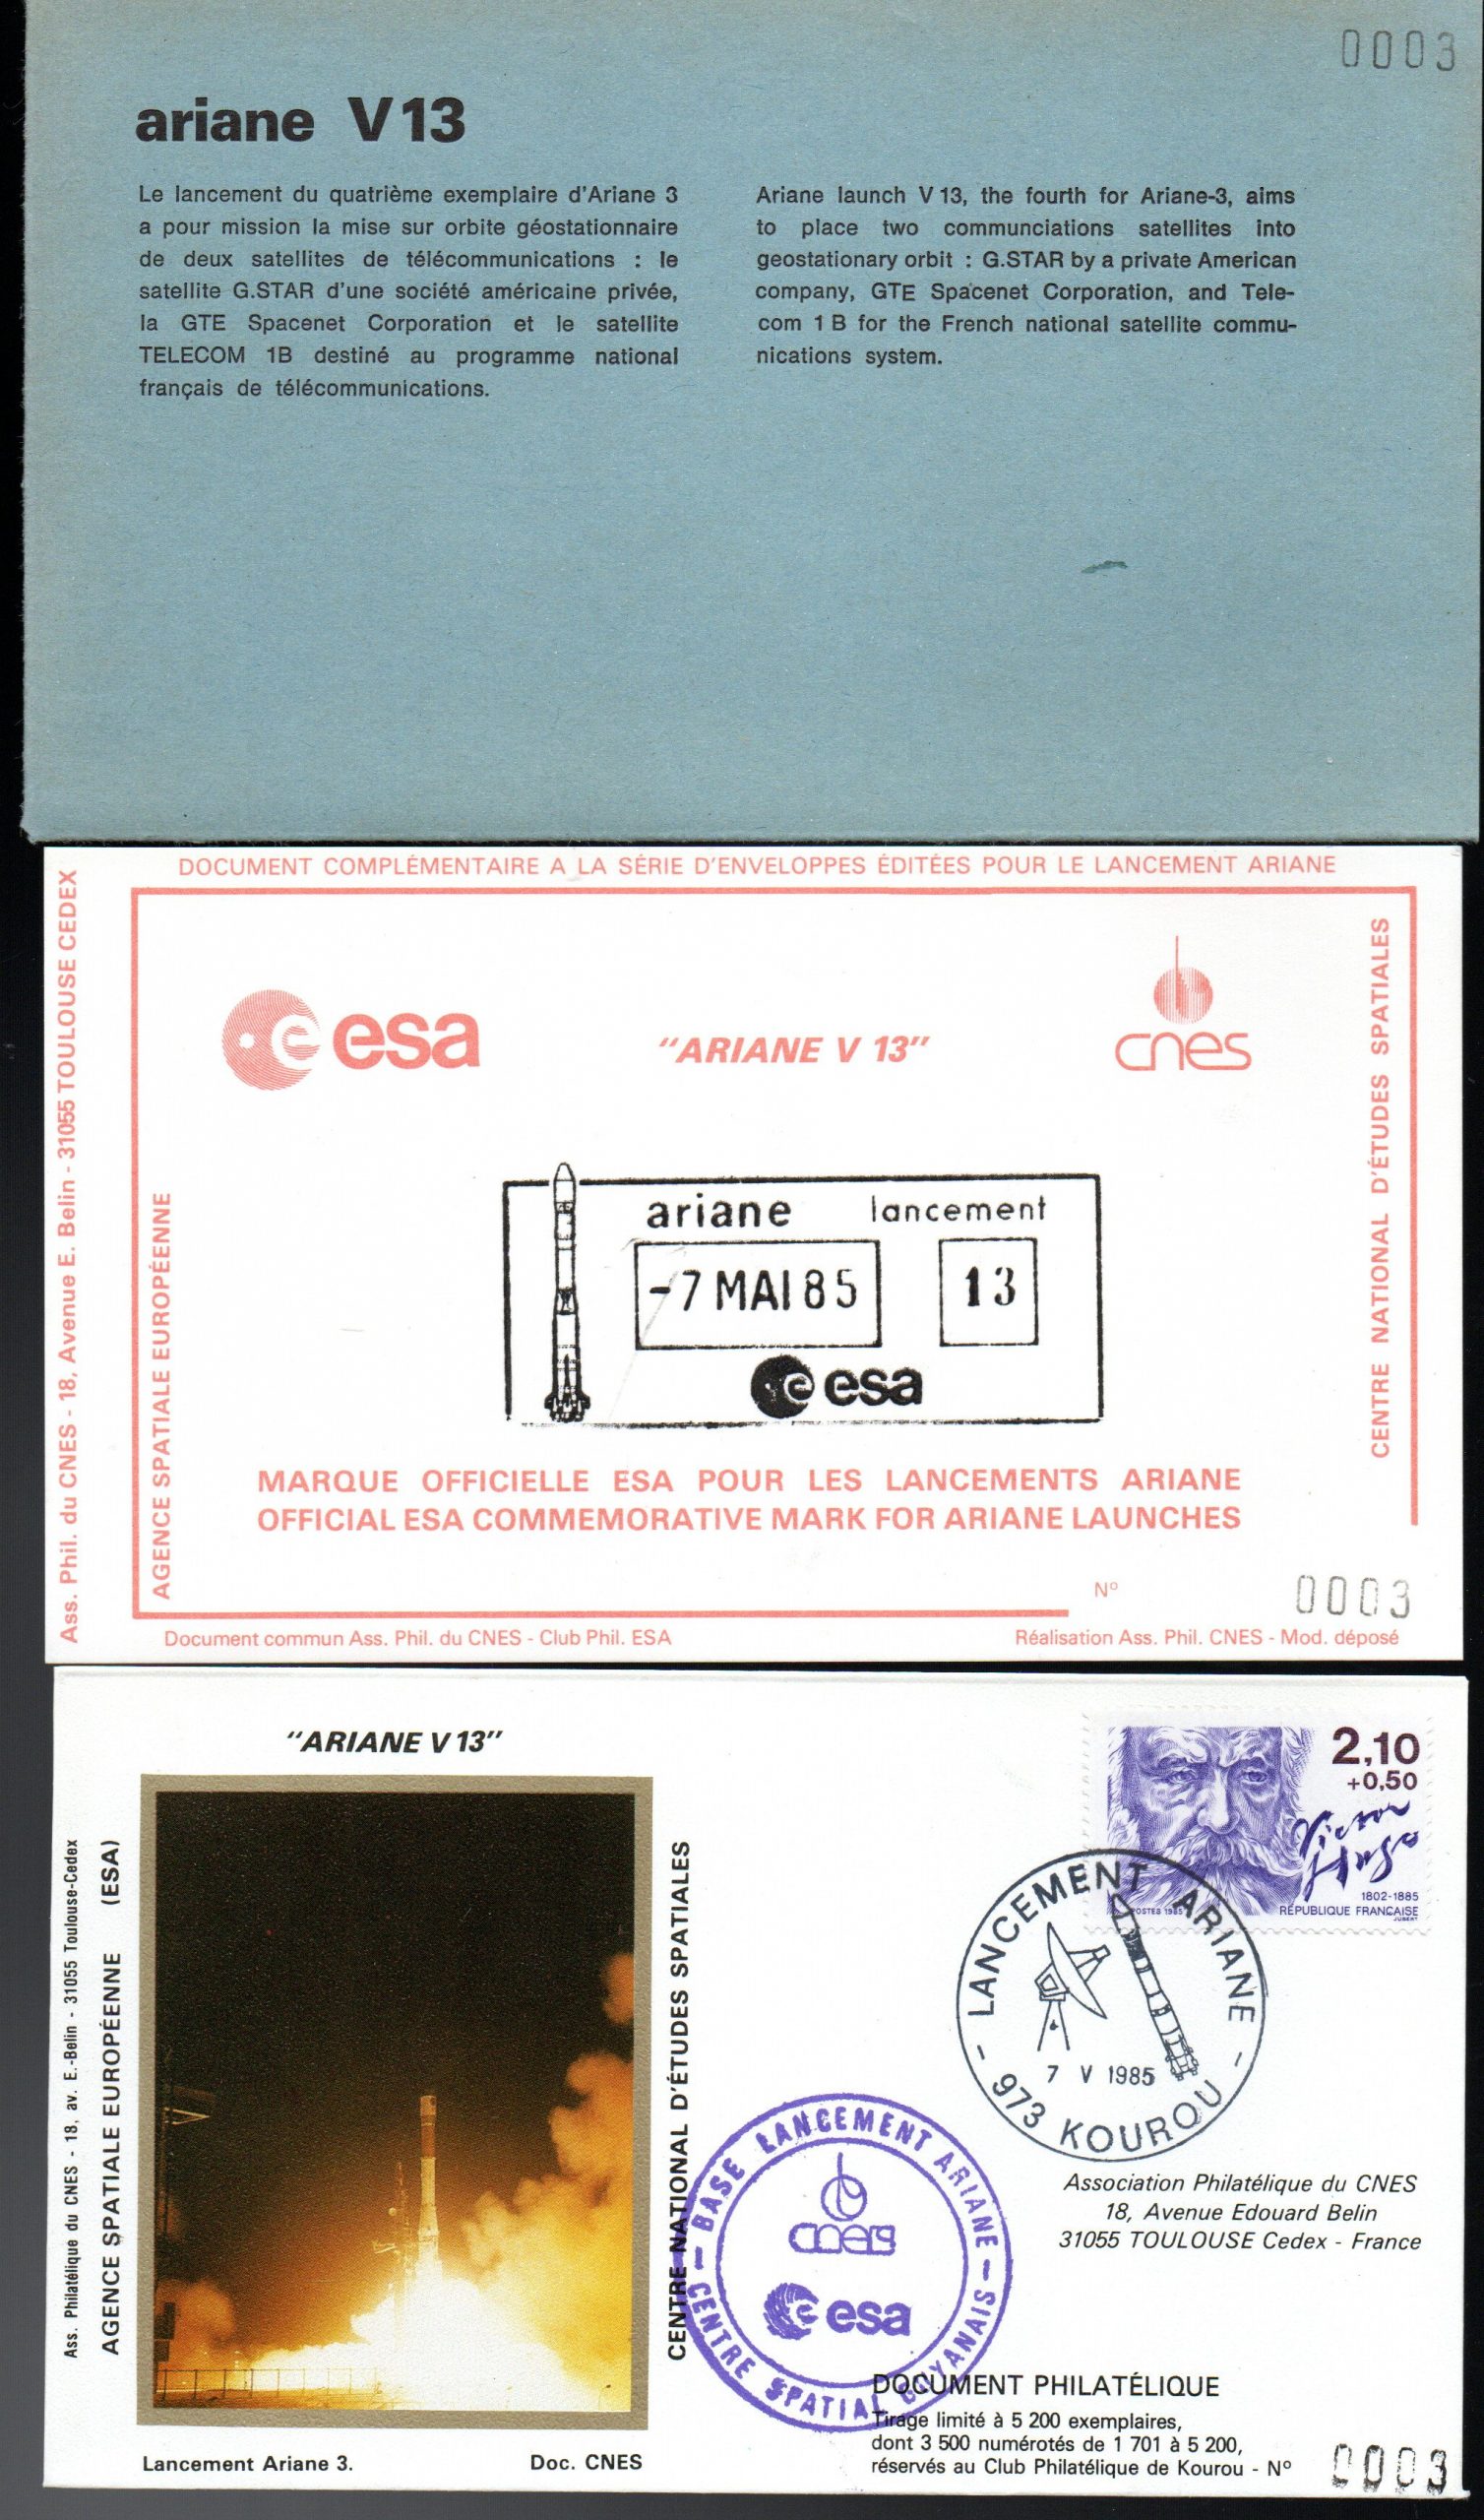 0003
ariane V13
Le lancement du quatrième exemplaire d'Ariane 3
a pour mission la mise sur orbite géostationnaire
de deux satellites de télécommunications : le
satellite G.STAR d'une société américaine privée,
la GTE Spacenet Corporation et le satellite
TELECOM 1B destiné au programme national
français de télécommunications.
Ariane launch V 13, the fourth for Ariane-3, aims
to place two communciations satellites into
geostationary orbit : G.STAR by a private American
company, GTE Spacenet Corporation, and Tele-
com 1 B for the French national satellite commu-
nications system.
DOCUMENT COMPLÉMENTAIRE A LA SÉRIE D'ENVELOPPES ÉDITÉES POUR LE LANCEMENT ARIANE
Ass. Phil. du CNES - 18, Avenue E. Belin - 31055 TOULOUSE CEDEX
AGENCE SPATIALE EUROPÉENNE
esa
"ARIANE V 13"
cnes
CENTRE NATIONAL D'ÉTUDES SPATIALES
ariane lancement
-7 MAI 85 13
esa
MARQUE OFFICIELLE ESA POUR LES LANCEMENTS ARIANE
OFFICIAL ESA COMMEMORATIVE MARK FOR ARIANE LAUNCHES
N° 0003
Document commun Ass. Phil. du CNES - Club Phil. ESA
Réalisation Ass. Phil. CNES - Mod. déposé
"ARIANE V 13"
Ass. Philatélique du CNES - 18, av. E.-Belin - 31055 Toulouse-Cedex
AGENCE SPATIALE EUROPÉENNE (ESA)
CENTRE NATIONAL D'ÉTUDES SPATIALES
Lancement Ariane 3. Doc. CNES
2,10
+0,50
Victor
Hugo
1802-1885
POSTES 1985
RÉPUBLIQUE FRANÇAISE
JUBERT
LANCEMENT ARIANE
7 V 1985
- 973 KOUROU -
BASE LANCEMENT ARIANE
cnes
esa
- CENTRE SPATIAL GUYANAIS -
Association Philatélique du CNES
18, Avenue Edouard Belin
31055 TOULOUSE Cedex - France
DOCUMENT PHILATÉLIQUE
Tirage limité à 5 200 exemplaires,
dont 3 500 numérotés de 1 701 à 5 200,
réservés au Club Philatélique de Kourou - N° 0003